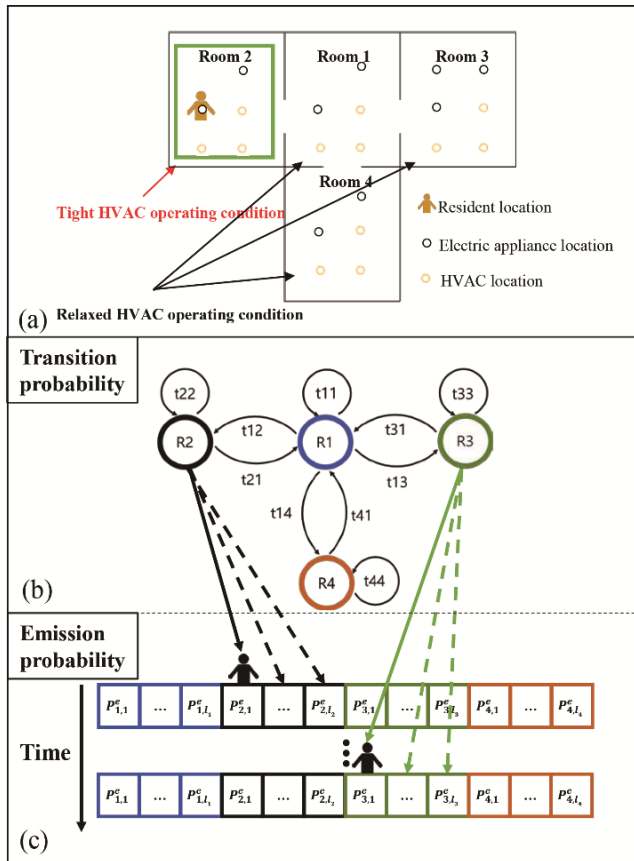 Room 2
Room 1
Room 3
Room 4
Tight HVAC operating condition
Resident location
Electric appliance location
HVAC location
Relaxed HVAC operating condition
(a)
Transition
probability
t22
t11
t33
R2
t12
R1
t31
R3
t21
t13
t14
t41
R4
t44
(b)
Emission
probability
Time
P^e_{1,1} ... P^e_{1,l_1} P^e_{2,1} ... P^e_{2,l_2} P^e_{3,1} ... P^e_{3,l_3} P^e_{4,1} ... P^e_{4,l_4}
P^e_{1,1} ... P^e_{1,l_1} P^e_{2,1} ... P^e_{2,l_2} P^e_{3,1} ... P^e_{3,l_3} P^e_{4,1} ... P^e_{4,l_4}
(c)